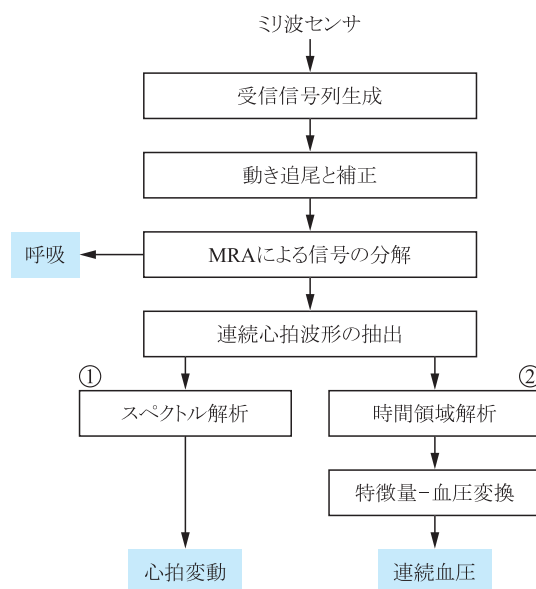 ミリ波センサ
受信信号列生成
動き追尾と補正
呼吸
MRAによる信号の分解
連続心拍波形の抽出
①
②
スペクトル解析
時間領域解析
特徴量−血圧変換
心拍変動
連続血圧